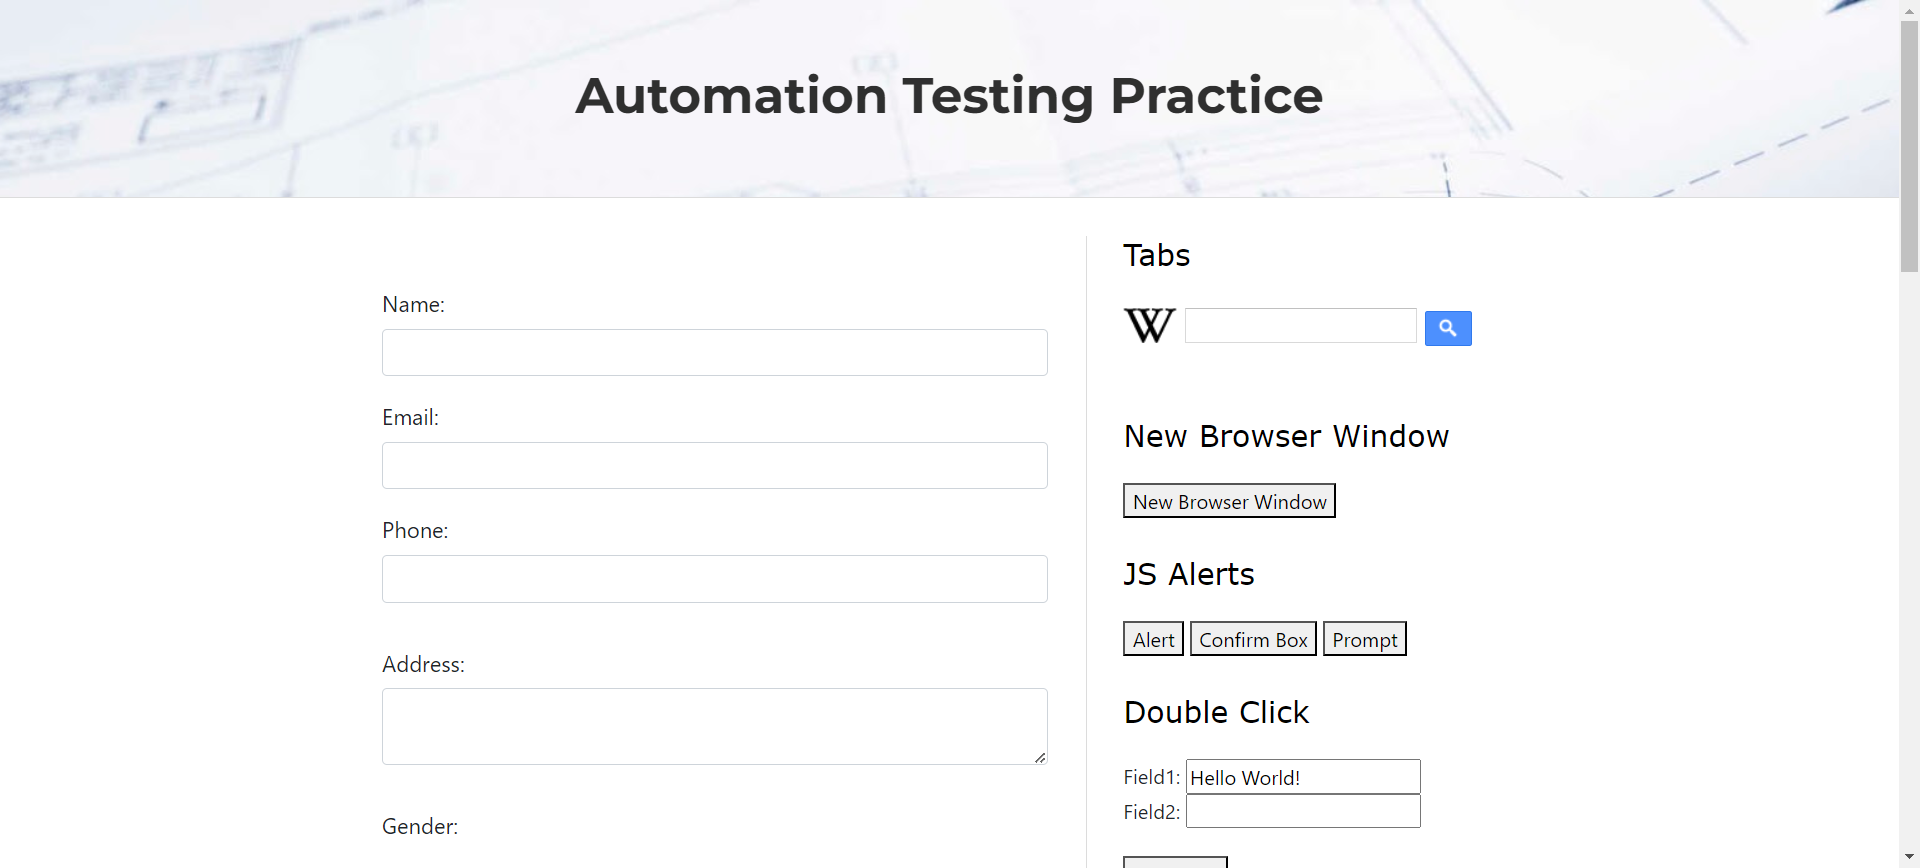 Automation Testing Practice
Name:
Email:
Phone:
Address:
Gender:
Tabs
W
New Browser Window
New Browser Window
JS Alerts
Alert Confirm Box Prompt
Double Click
Field1: Hello World!
Field2: